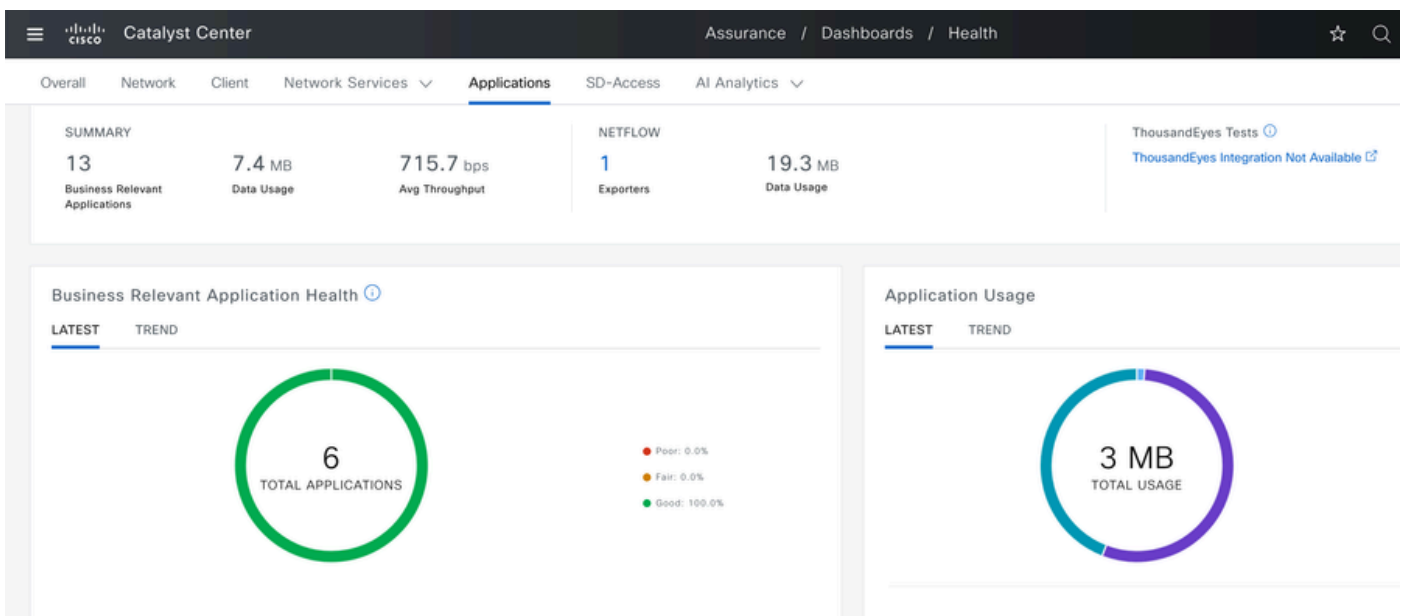 CISCO Catalyst Center Assurance / Dashboards / Health
Overall Network Client Network Services Applications SD-Access AI Analytics
SUMMARY
13
Business Relevant
Applications
7.4 MB
Data Usage
715.7 bps
Avg Throughput
NETFLOW
1
Exporters
19.3 MB
Data Usage
ThousandEyes Tests
ThousandEyes Integration Not Available
Business Relevant Application Health
LATEST TREND
6
TOTAL APPLICATIONS
Poor: 0.0%
Fair: 0.0%
Good: 100.0%
Application Usage
LATEST TREND
3 MB
TOTAL USAGE